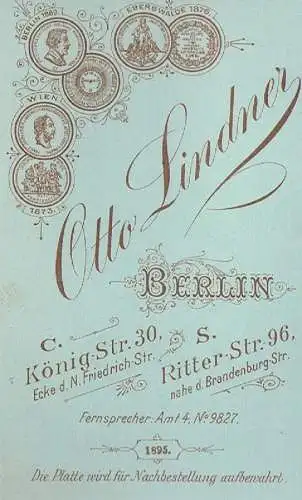 BERLIN 1880.
EBERSWALDE 1876.
WIEN
1873.
Otto Lindner
BERLIN
C.
König-Str. 30,
Ecke d. N. Friedrich-Str.
S.
Ritter-Str. 96,
nahe d. Brandenburg-Str.
Fernsprecher: Amt 4, No 9827.
1895.
Die Platte wird für Nachbestellung aufbewahrt.